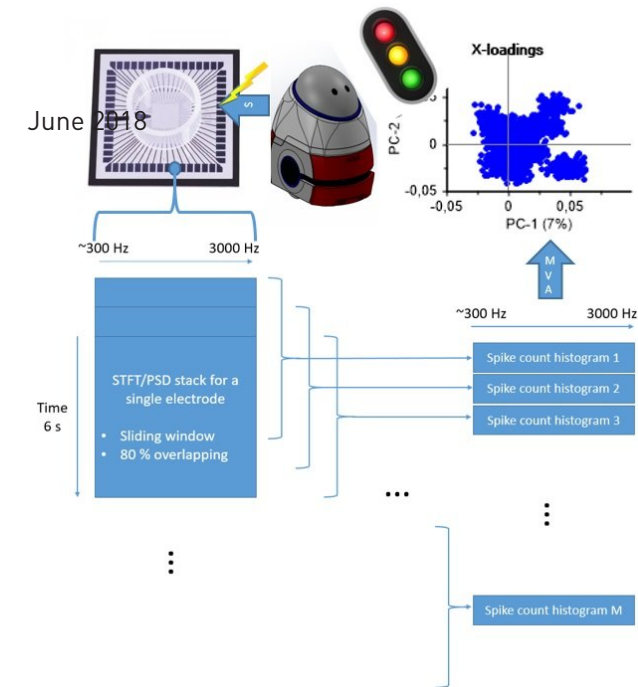 X-loadings
S
June 2018
PC-2
0
-0,05
-0,05
0
0,05
PC-1 (7%)
~300 Hz
3000 Hz
M
V
A
~300 Hz
3000 Hz
STFT/PSD stack for a
single electrode
• Sliding window
• 80 % overlapping
Time
6 s
Spike count histogram 1
Spike count histogram 2
Spike count histogram 3
...
Spike count histogram M